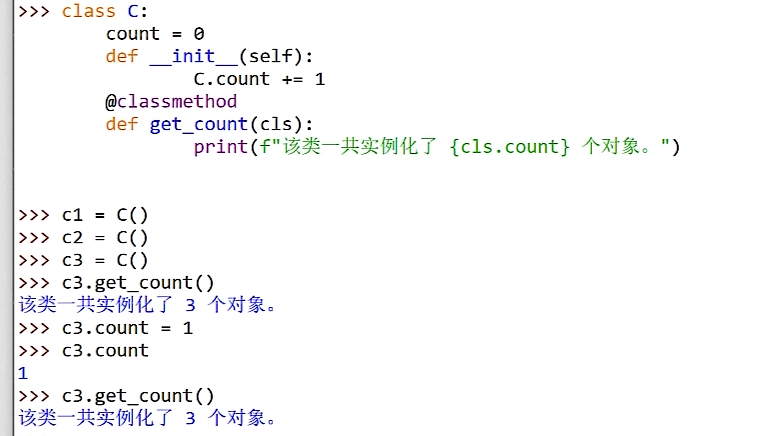 >>> class C:
        count = 0
        def __init__(self):
                C.count += 1
        @classmethod
        def get_count(cls):
                print(f"该类一共实例化了 {cls.count} 个对象。")
>>> c1 = C()
>>> c2 = C()
>>> c3 = C()
>>> c3.get_count()
该类一共实例化了 3 个对象。
>>> c3.count = 1
>>> c3.count
1
>>> c3.get_count()
该类一共实例化了 3 个对象。